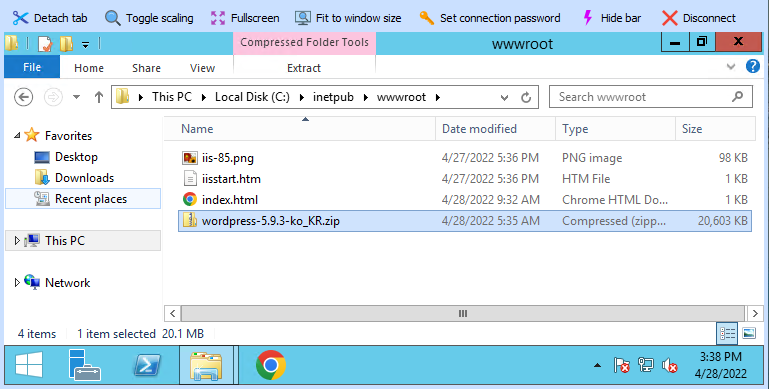 Detach tab Toggle scaling Fullscreen Fit to window size Set connection password Hide bar Disconnect
Compressed Folder Tools wwwroot
File Home Share View Extract
This PC Local Disk (C:) inetpub wwwroot Search wwwroot
Favorites
Desktop
Downloads
Recent places
This PC
Network
Name Date modified Type Size
iis-85.png 4/27/2022 5:36 PM PNG image 98 KB
iisstart.htm 4/27/2022 5:36 PM HTM File 1 KB
index.html 4/28/2022 9:32 AM Chrome HTML Do... 1 KB
wordpress-5.9.3-ko_KR.zip 4/28/2022 5:35 AM Compressed (zipp... 20,603 KB
4 items 1 item selected 20.1 MB
3:38 PM
4/28/2022